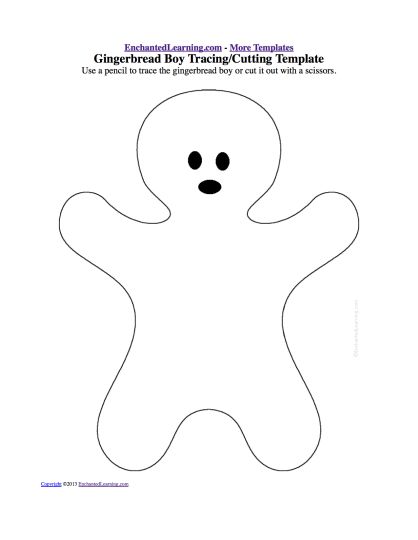 EnchantedLearning.com - More Templates
Gingerbread Boy Tracing/Cutting Template
Use a pencil to trace the gingerbread boy or cut it out with a scissors.
©EnchantedLearning.com
Copyright ©2013 EnchantedLearning.com